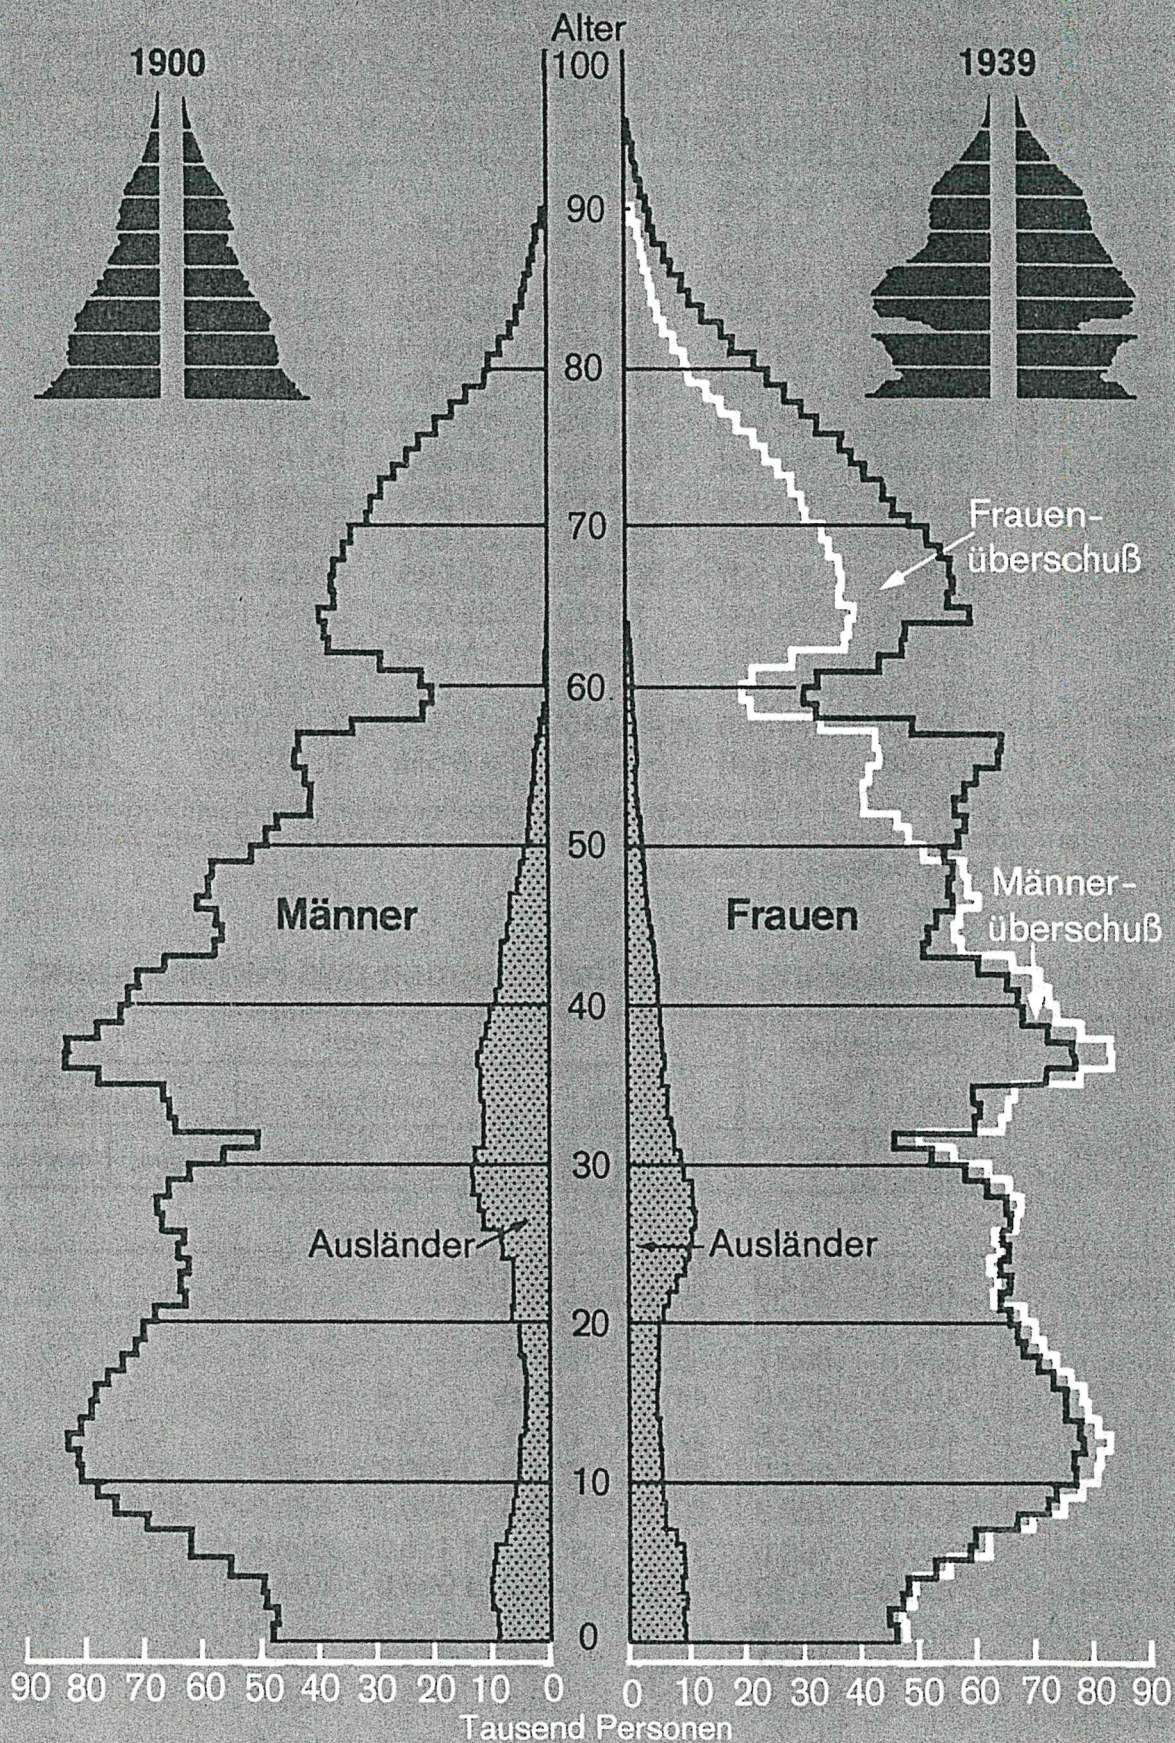 Alter
1900
1939
100
90
80
70
60
50
40
30
20
10
0
Frauen-
überschuß
Männer-
überschuß
Männer
Frauen
Ausländer
Ausländer
90 80 70 60 50 40 30 20 10 0
0 10 20 30 40 50 60 70 80 90
Tausend Personen